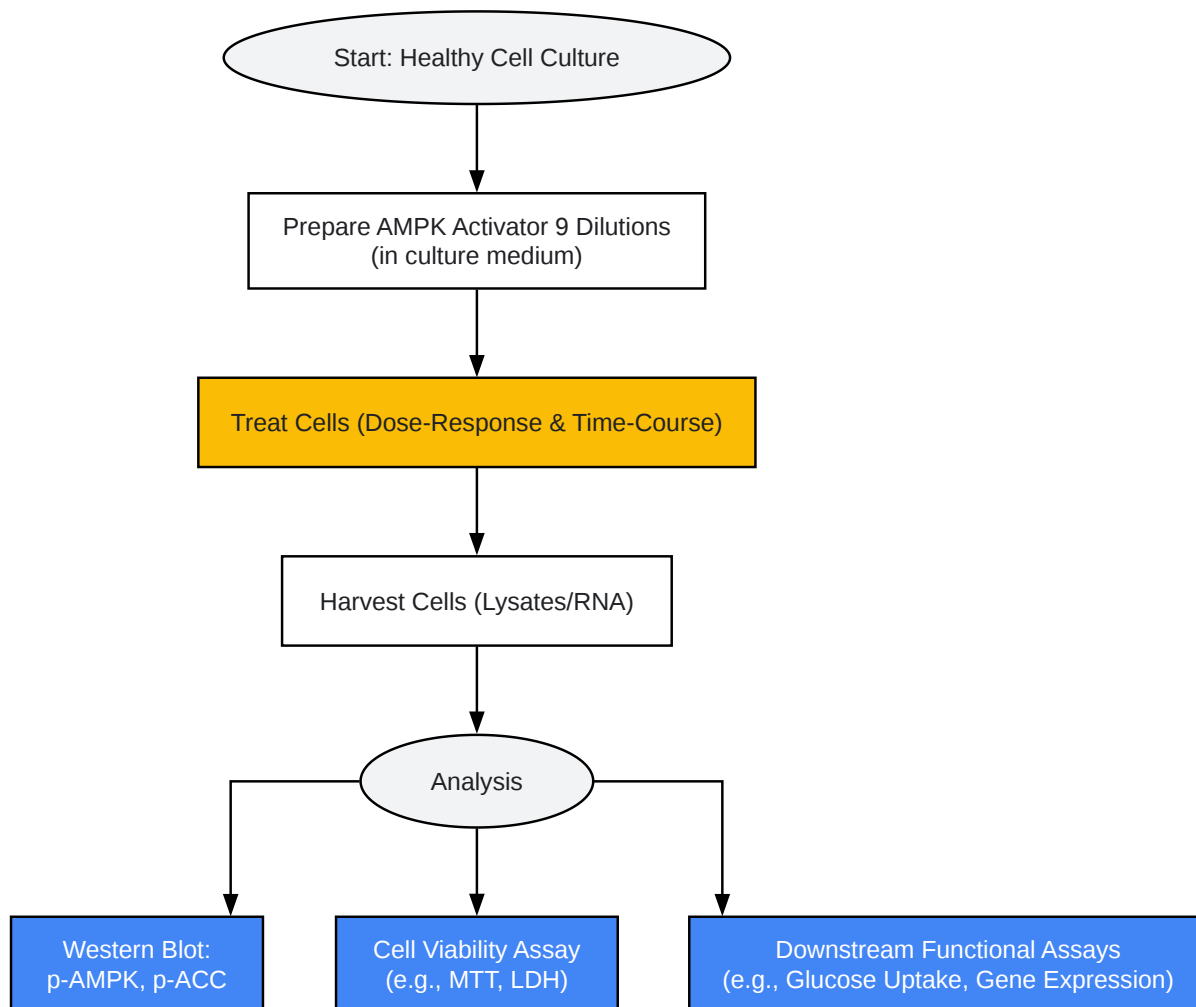 Start: Healthy Cell Culture
Prepare AMPK Activator 9 Dilutions
(in culture medium)
Treat Cells (Dose-Response & Time-Course)
Harvest Cells (Lysates/RNA)
Analysis
Western Blot:
p-AMPK, p-ACC
Cell Viability Assay
(e.g., MTT, LDH)
Downstream Functional Assays
(e.g., Glucose Uptake, Gene Expression)